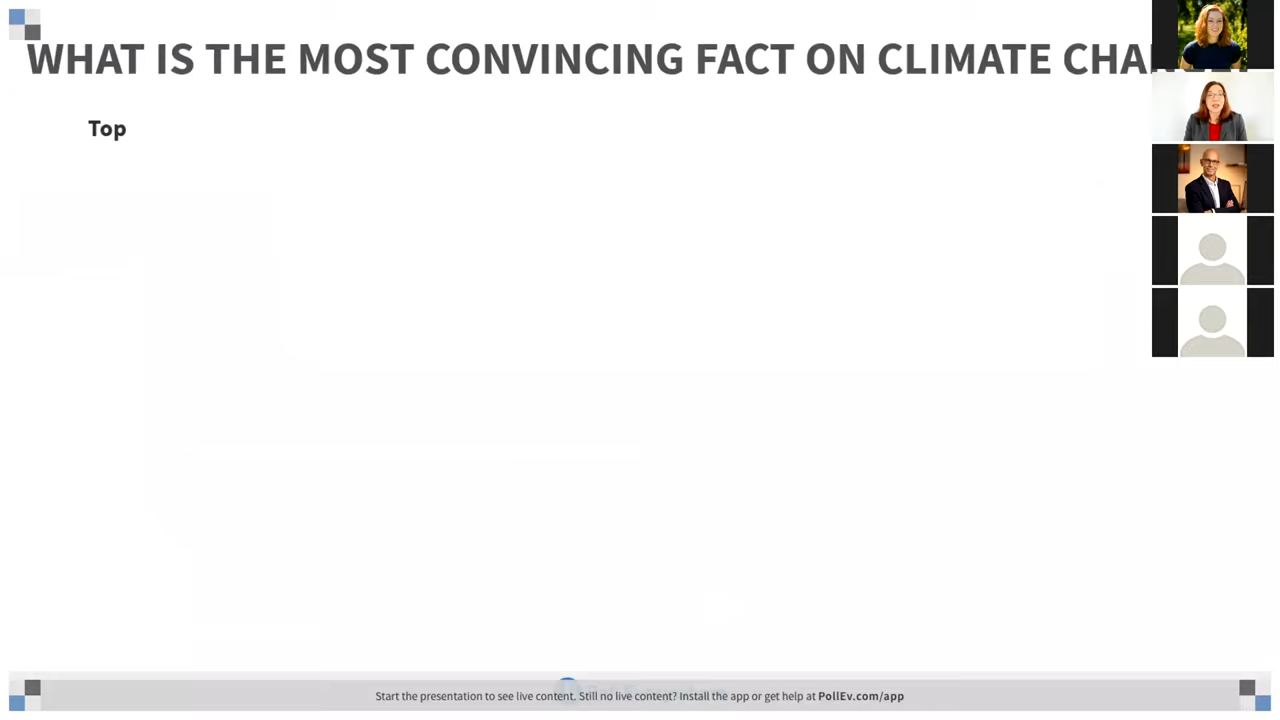 WHAT IS THE MOST CONVINCING FACT ON CLIMATE
Top
Start the presentation to see live content. Still no live content? Install the app or get help at PollEv.com/app